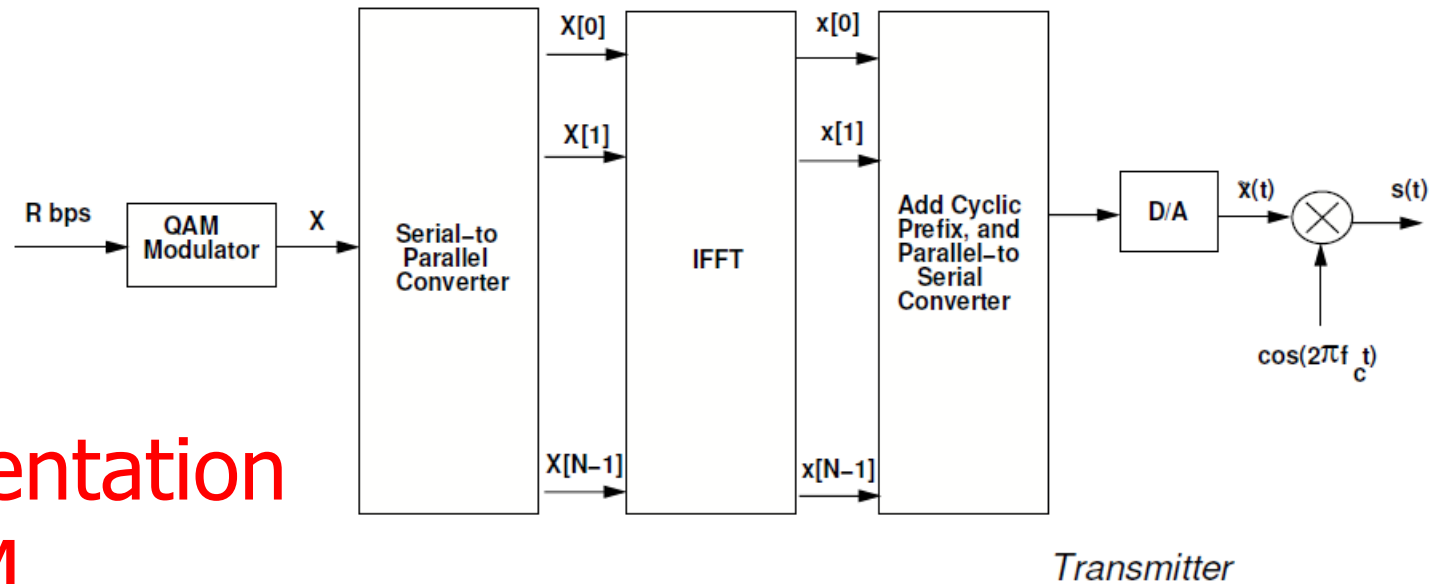 R bps
QAM
Modulator
X
Serial–to
Parallel
Converter
X[0]
X[1]
X[N–1]
IFFT
x[0]
x[1]
x[N–1]
Add Cyclic
Prefix, and
Parallel–to
Serial
Converter
D/A
x̃(t)
s(t)
cos(2πf_c t)
entation
Transmitter